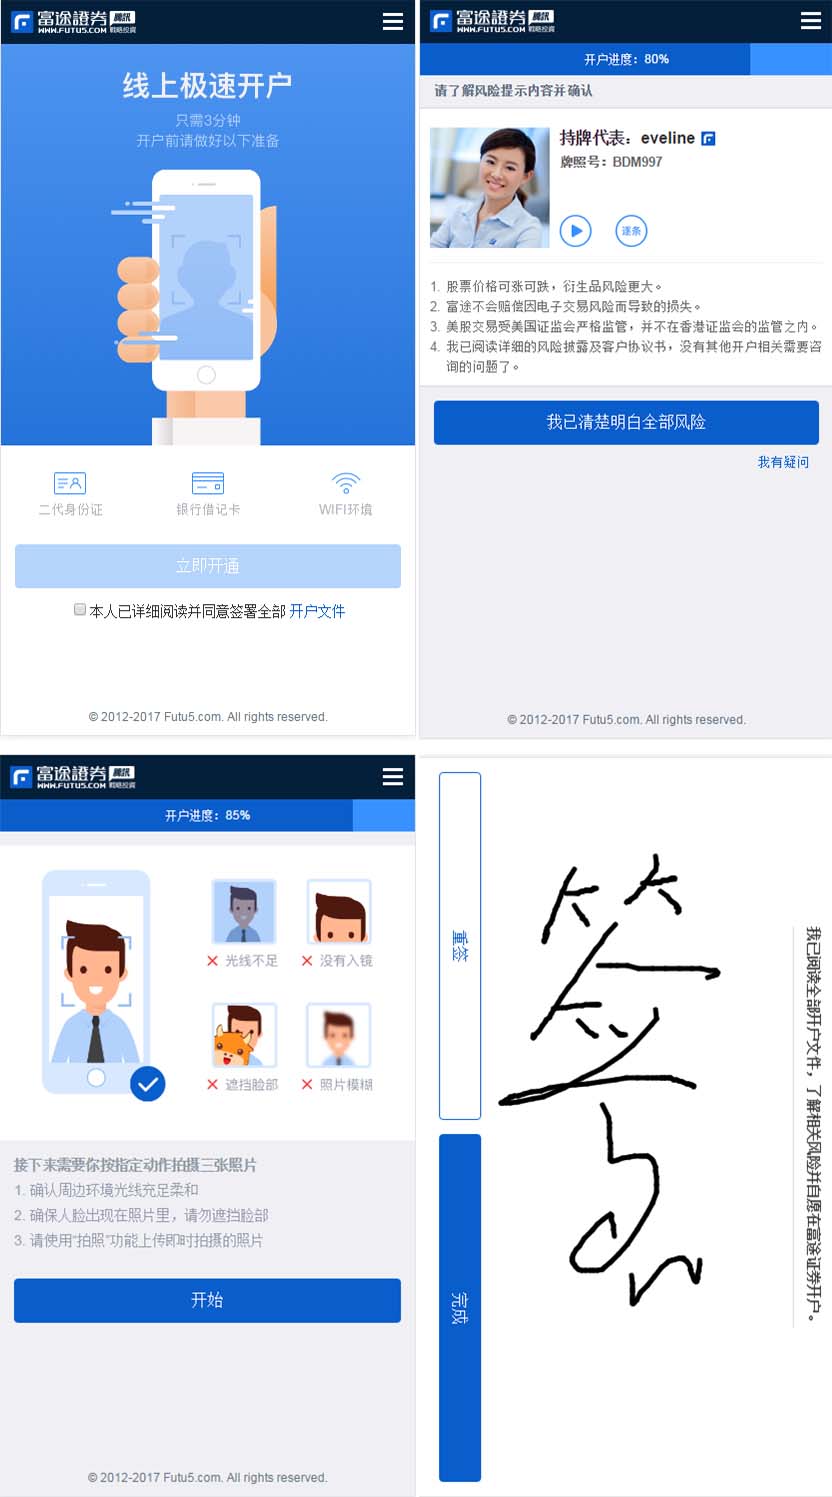 富途證券 騰訊
WWW.FUTU5.COM 戰略投資
线上极速开户
只需3分钟
开户前请做好以下准备
二代身份证 银行借记卡 WIFI环境
立即开通
本人已详细阅读并同意签署全部 开户文件
© 2012-2017 Futu5.com. All rights reserved.
富途證券 騰訊
WWW.FUTU5.COM 戰略投資
开户进度：80%
请了解风险提示内容并确认
持牌代表：eveline
牌照号：BDM997
逐条
1. 股票价格可涨可跌，衍生品风险更大。
2. 富途不会赔偿因电子交易风险而导致的损失。
3. 美股交易受美国证监会严格监管，并不在香港证监会的监管之内。
4. 我已阅读详细的风险披露及客户协议书，没有其他开户相关需要咨
询的问题了。
我已清楚明白全部风险
我有疑问
© 2012-2017 Futu5.com. All rights reserved.
富途證券 騰訊
WWW.FUTU5.COM 戰略投資
开户进度：85%
光线不足 没有入镜
遮挡脸部 照片模糊
接下来需要你按指定动作拍摄三张照片
1. 确认周边环境光线充足柔和
2. 确保人脸出现在照片里，请勿遮挡脸部
3. 请使用“拍照”功能上传即时拍摄的照片
开始
© 2012-2017 Futu5.com. All rights reserved.
我已阅读全部开户文件，了解相关风险并自愿在富途证券开户。
签
重签
完成